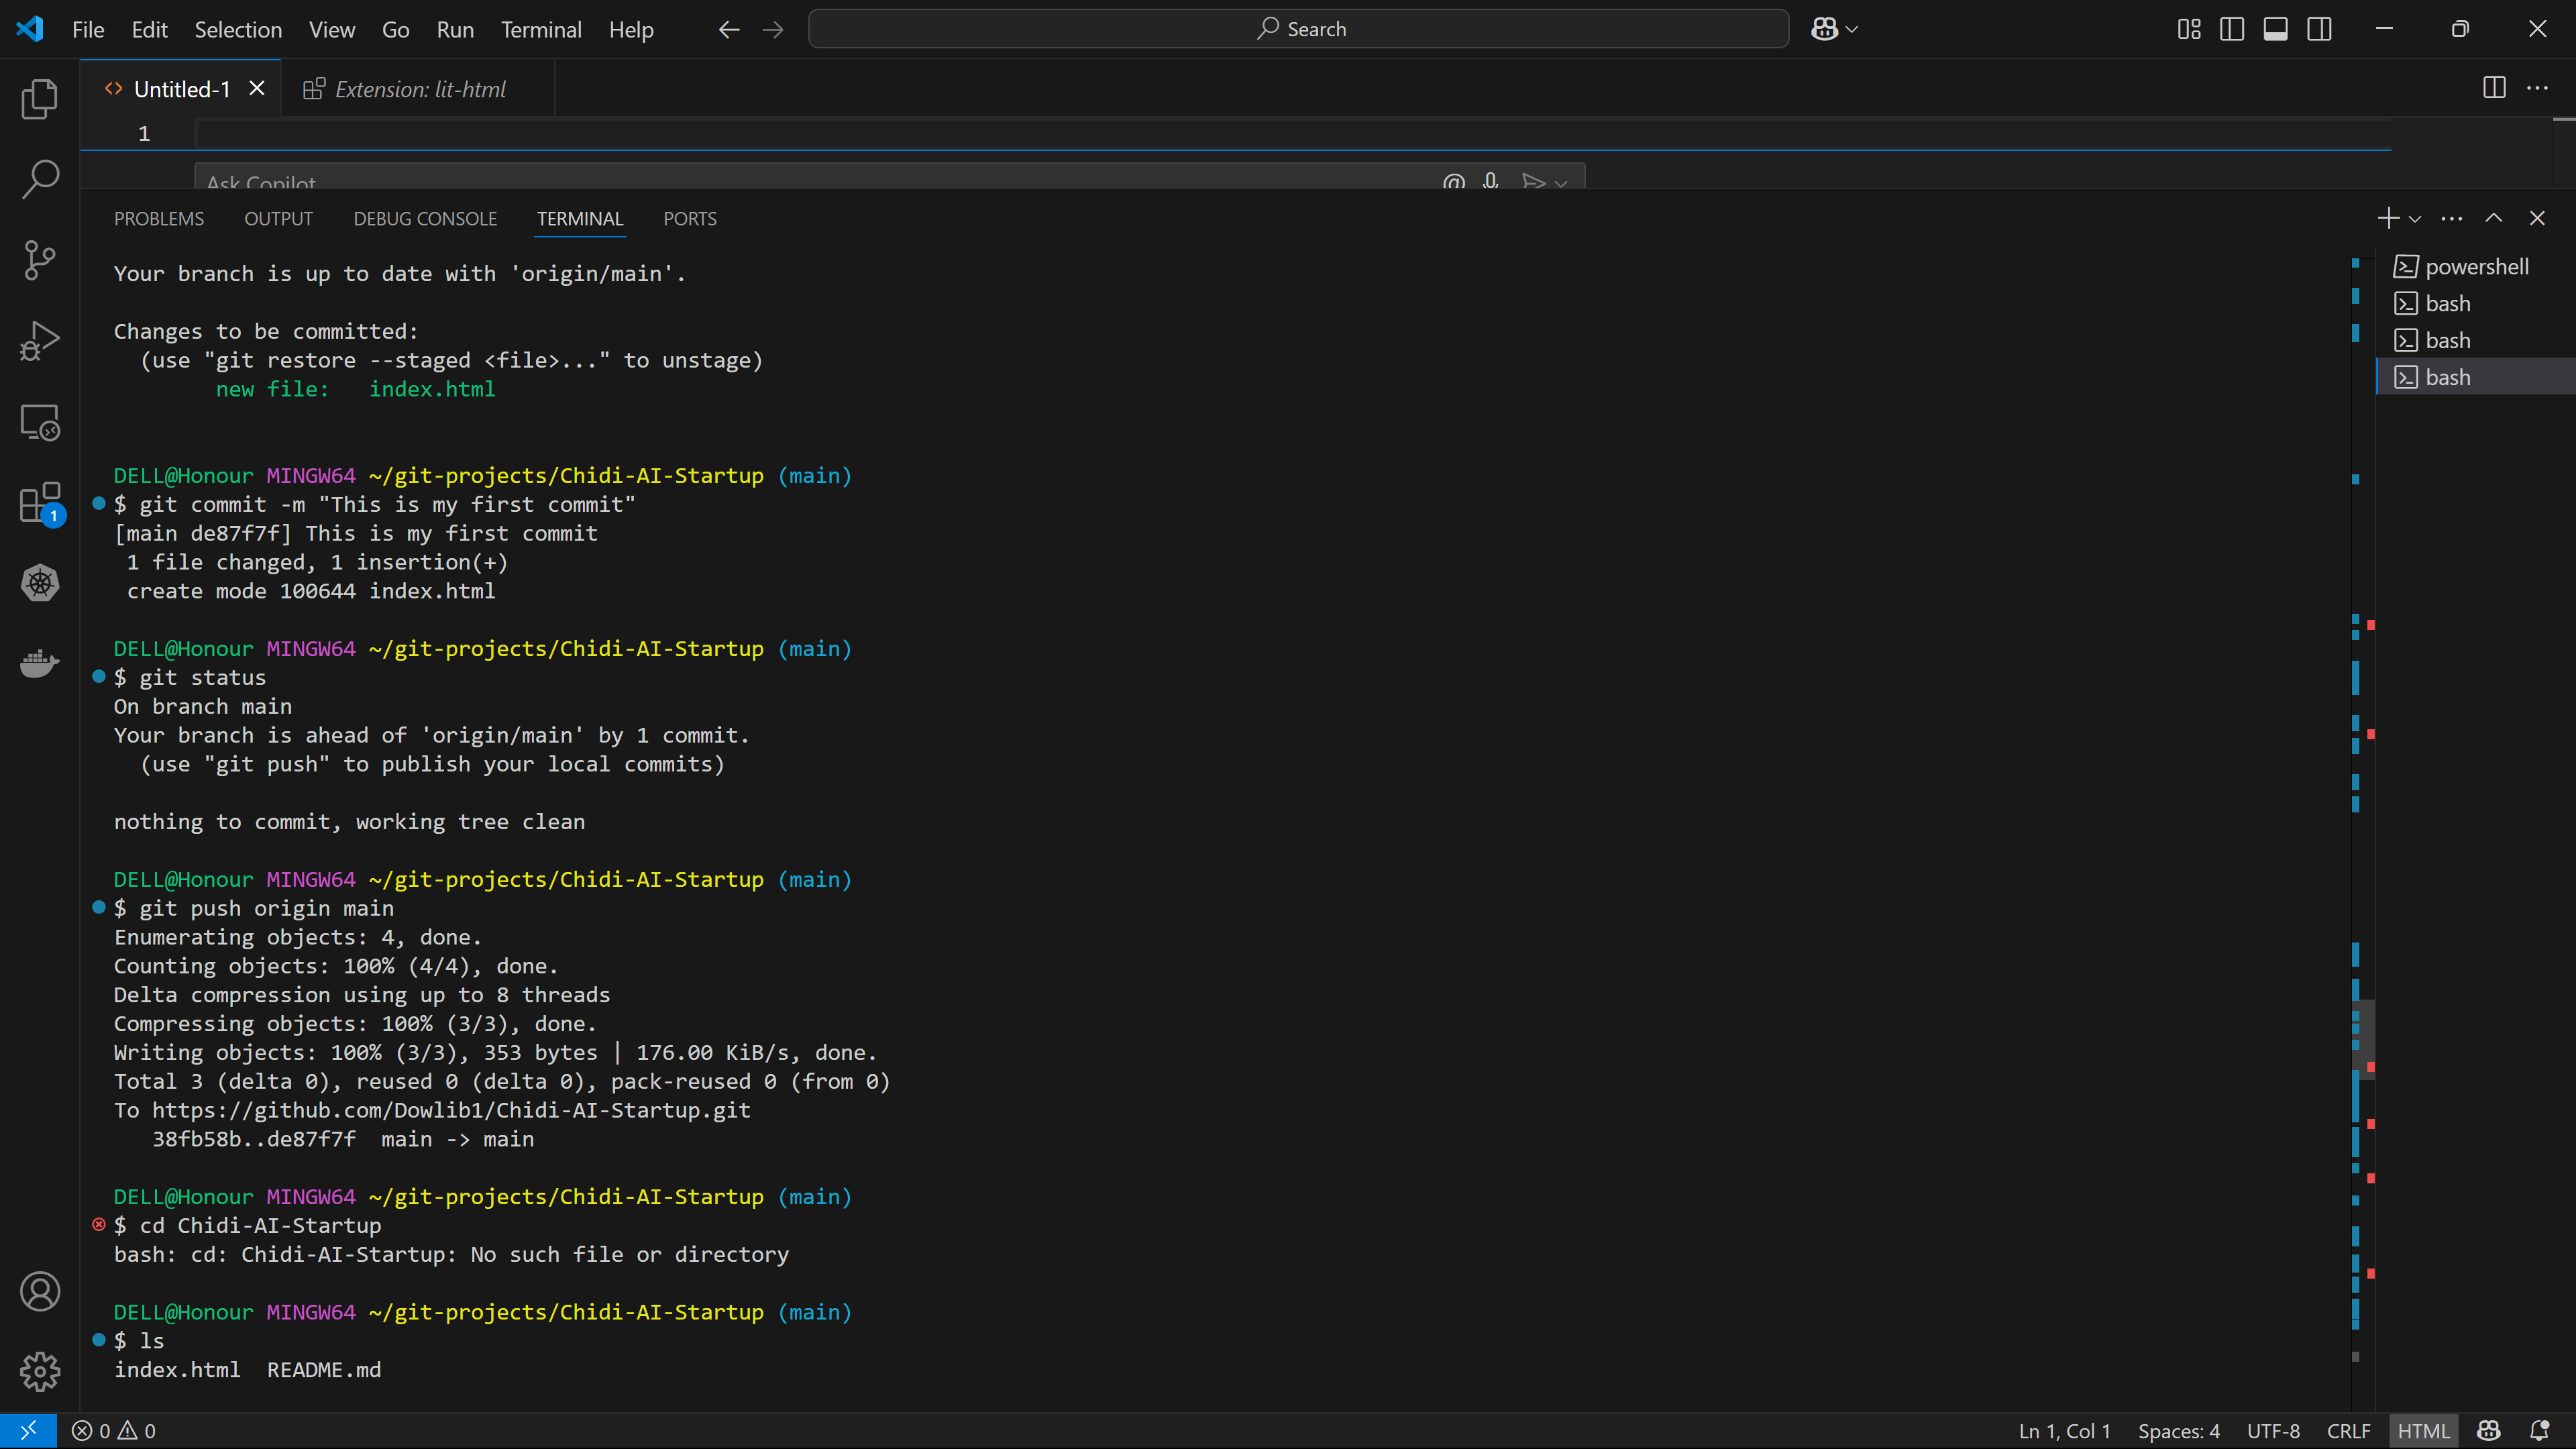 File Edit Selection View Go Run Terminal Help
Search
Untitled-1
Extension: lit-html
1
Ask Copilot
PROBLEMS OUTPUT DEBUG CONSOLE TERMINAL PORTS
powershell
bash
bash
bash
Your branch is up to date with 'origin/main'.
Changes to be committed:
  (use "git restore --staged <file>..." to unstage)
        new file:   index.html
DELL@Honour MINGW64 ~/git-projects/Chidi-AI-Startup (main)
$ git commit -m "This is my first commit"
[main de87f7f] This is my first commit
 1 file changed, 1 insertion(+)
 create mode 100644 index.html
DELL@Honour MINGW64 ~/git-projects/Chidi-AI-Startup (main)
$ git status
On branch main
Your branch is ahead of 'origin/main' by 1 commit.
  (use "git push" to publish your local commits)
nothing to commit, working tree clean
DELL@Honour MINGW64 ~/git-projects/Chidi-AI-Startup (main)
$ git push origin main
Enumerating objects: 4, done.
Counting objects: 100% (4/4), done.
Delta compression using up to 8 threads
Compressing objects: 100% (3/3), done.
Writing objects: 100% (3/3), 353 bytes | 176.00 KiB/s, done.
Total 3 (delta 0), reused 0 (delta 0), pack-reused 0 (from 0)
To https://github.com/Dowlib1/Chidi-AI-Startup.git
   38fb58b..de87f7f  main -> main
DELL@Honour MINGW64 ~/git-projects/Chidi-AI-Startup (main)
$ cd Chidi-AI-Startup
bash: cd: Chidi-AI-Startup: No such file or directory
DELL@Honour MINGW64 ~/git-projects/Chidi-AI-Startup (main)
$ ls
index.html  README.md
1
0 0
Ln 1, Col 1 Spaces: 4 UTF-8 CRLF HTML